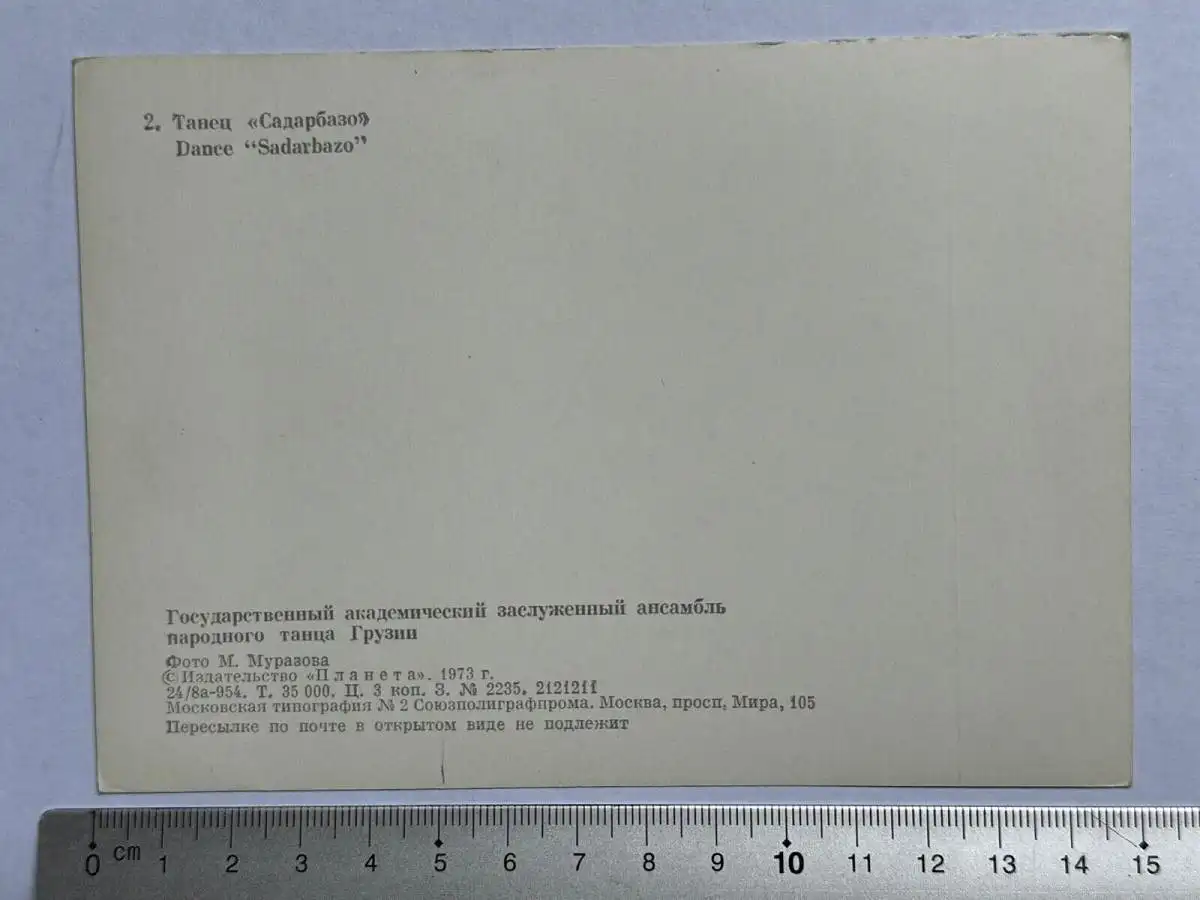 2. Танец «Садарбазо»
Dance “Sadarbazo”
Государственный академический заслуженный ансамбль
народного танца Грузии
Фото М. Муразова
© Издательство «Планета». 1973 г.
24/8а-954. Т. 35 000. Ц. 3 коп. З. № 2235. 2121211
Московская типография № 2 Союзполиграфпрома. Москва, просп. Мира, 105
Пересылке по почте в открытом виде не подлежит
0 cm 1 2 3 4 5 6 7 8 9 10 11 12 13 14 15